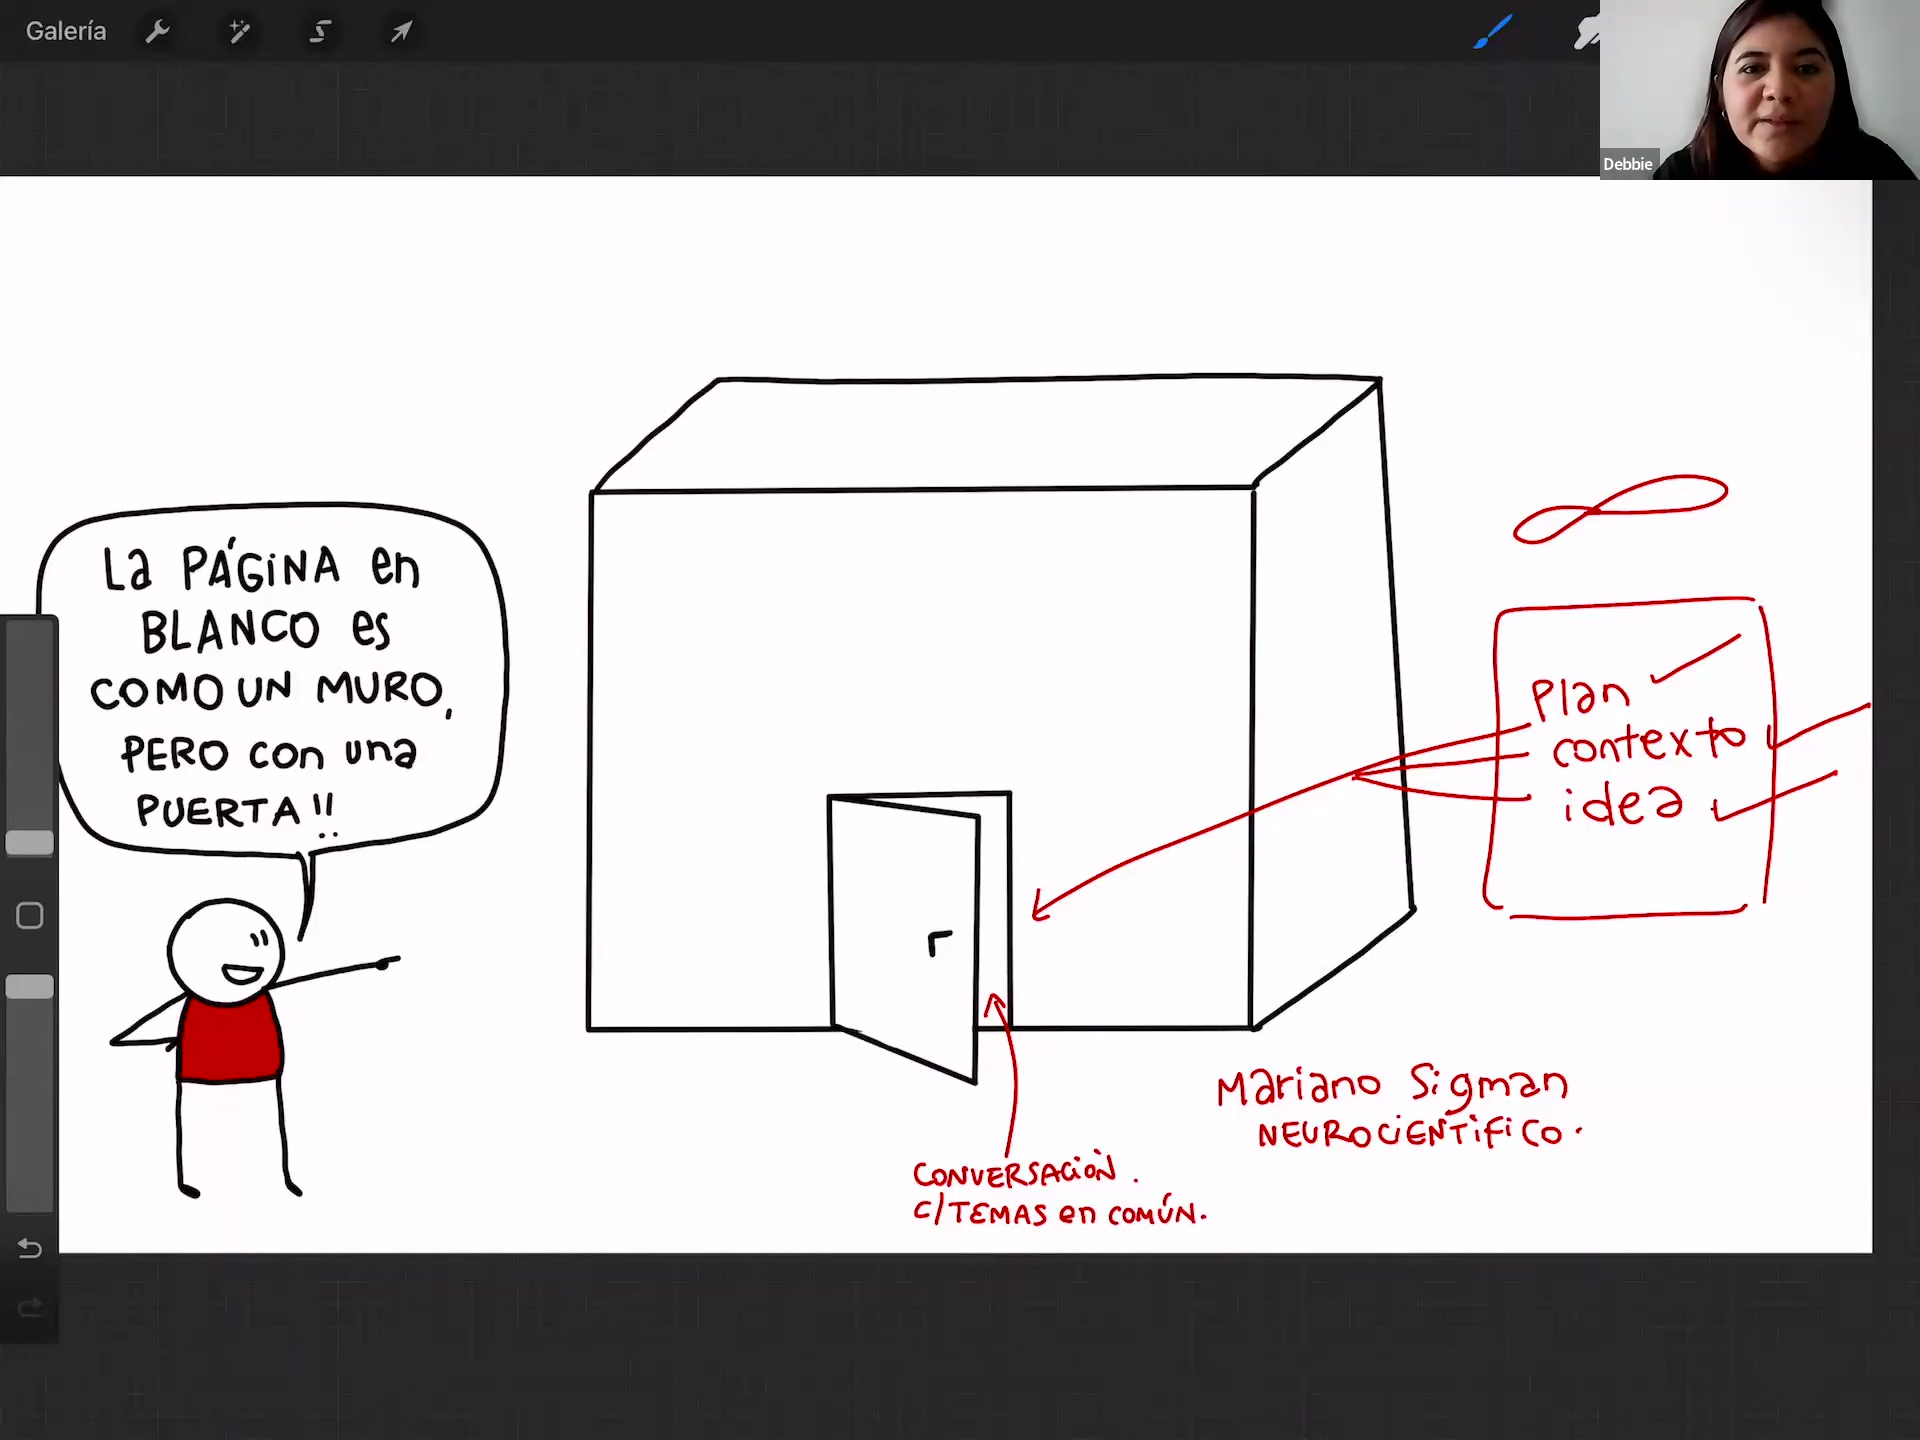 Galería
Debbie
La PÁGiNA en
BLANCO es
COMO UN MURO,
PERO con una
PUERTA!!
Plan
contexto
idea
Mariano Sigman
NEUROCIENTIFICO.
CONVERSACIÓN.
C/TEMAS en COMÚN.